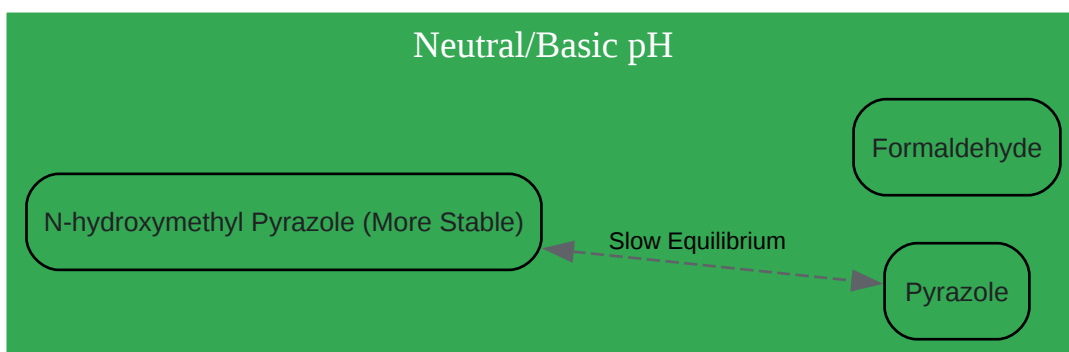 Neutral/Basic pH
Formaldehyde
N-hydroxymethyl Pyrazole (More Stable)
Slow Equilibrium
Pyrazole